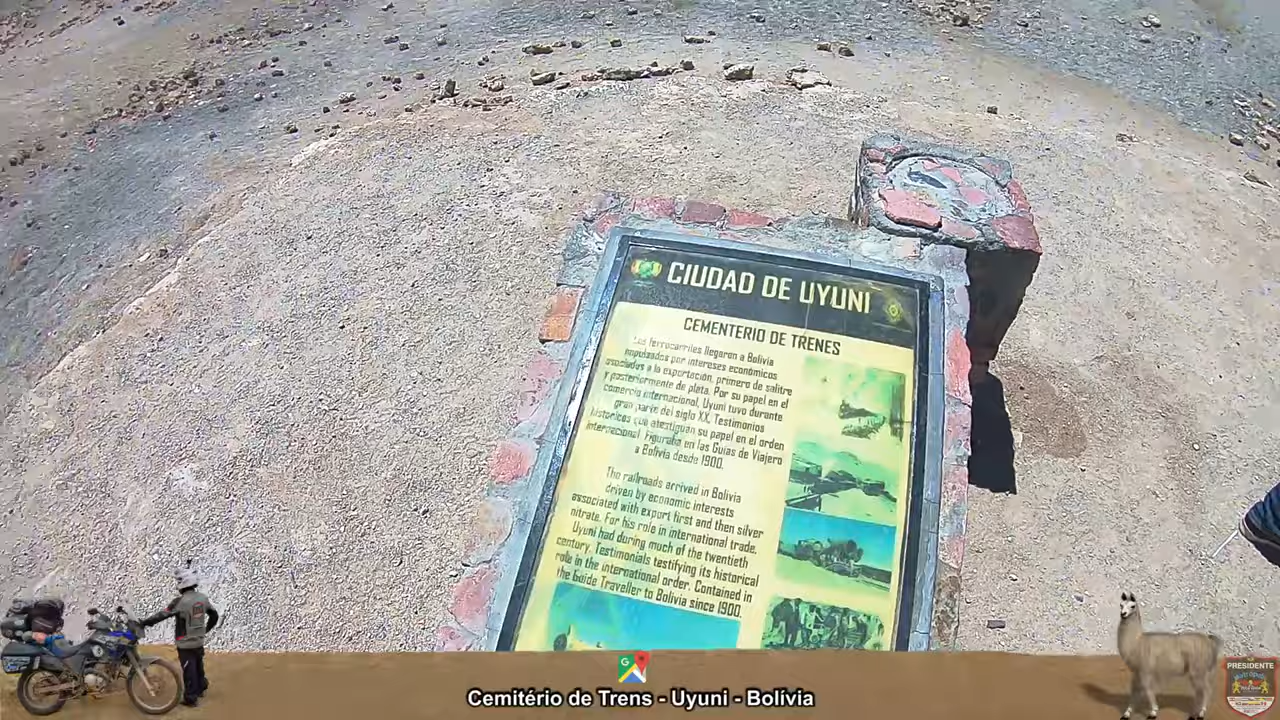 CIUDAD DE UYUNI
CEMENTERIO DE TRENES
Los ferrocarriles llegaron a Bolivia
impulsados por intereses económicos
asociadas a la exportación, primero de salitre
y posteriormente de plata. Por su papel en el
comercio internacional, Uyuni tuvo durante
gran parte del siglo XX, Testimonios
históricos que atestiguan su papel en el orden
internacional. Figuraba en las Guías de Viajero
a Bolivia desde 1900.
The railroads arrived in Bolivia
driven by economic interests
associated with export first and then silver
nitrate. For his role in international trade,
Uyuni had during much of the twentieth
century. Testimonials testifying its historical
role in the international order. Contained in
the Guide Traveller to Bolivia since 1900.
G
PRESIDENTE
Cemitério de Trens - Uyuni - Bolívia